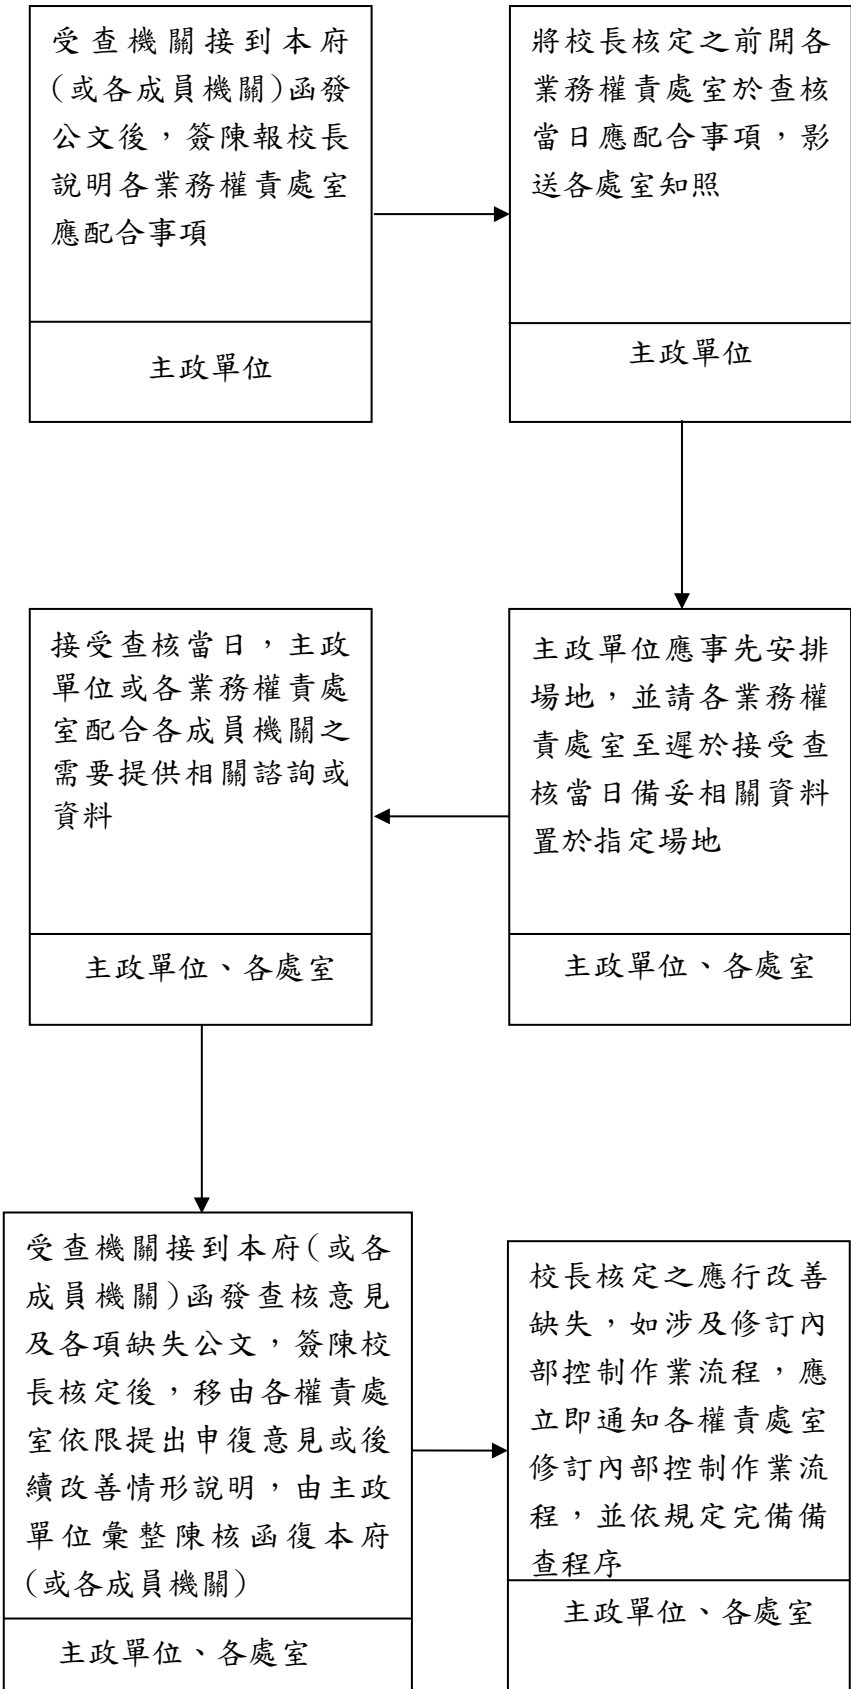 受查機關接到本府
(或各成員機關)函發
公文後，簽陳報校長
說明各業務權責處室
應配合事項
主政單位
將校長核定之前開各
業務權責處室於查核
當日應配合事項，影
送各處室知照
主政單位
主政單位應事先安排
場地，並請各業務權
責處室至遲於接受查
核當日備妥相關資料
置於指定場地
主政單位、各處室
接受查核當日，主政
單位或各業務權責處
室配合各成員機關之
需要提供相關諮詢或
資料
主政單位、各處室
受查機關接到本府(或各
成員機關)函發查核意見
及各項缺失公文，簽陳校
長核定後，移由各權責處
室依限提出申復意見或後
續改善情形說明，由主政
單位彙整陳核函復本府
(或各成員機關)
主政單位、各處室
校長核定之應行改善
缺失，如涉及修訂內
部控制作業流程，應
立即通知各權責處室
修訂內部控制作業流
程，並依規定完備備
查程序
主政單位、各處室